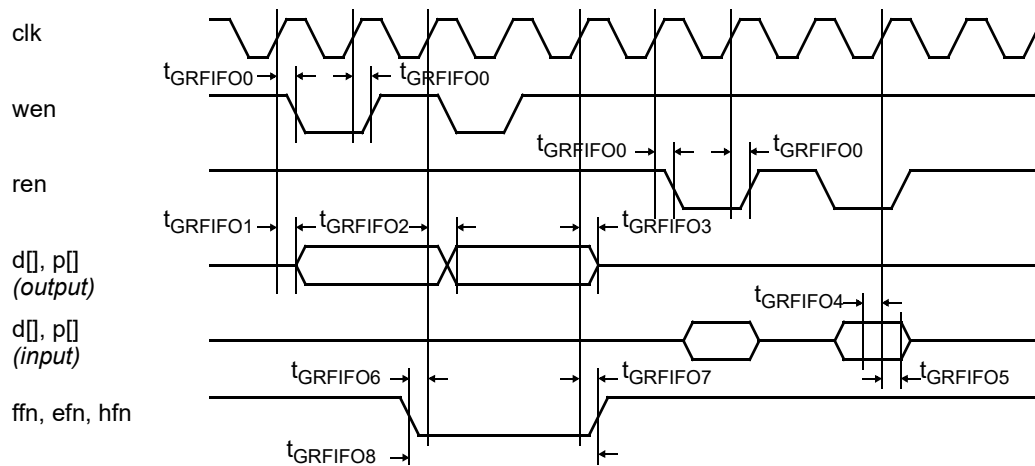 clk
tGRFIFO0 tGRFIFO0
wen
tGRFIFO0 tGRFIFO0
ren
tGRFIFO1 tGRFIFO2 tGRFIFO3
d[], p[]
(output)
tGRFIFO4
d[], p[]
(input)
tGRFIFO6 tGRFIFO7 tGRFIFO5
ffn, efn, hfn
tGRFIFO8